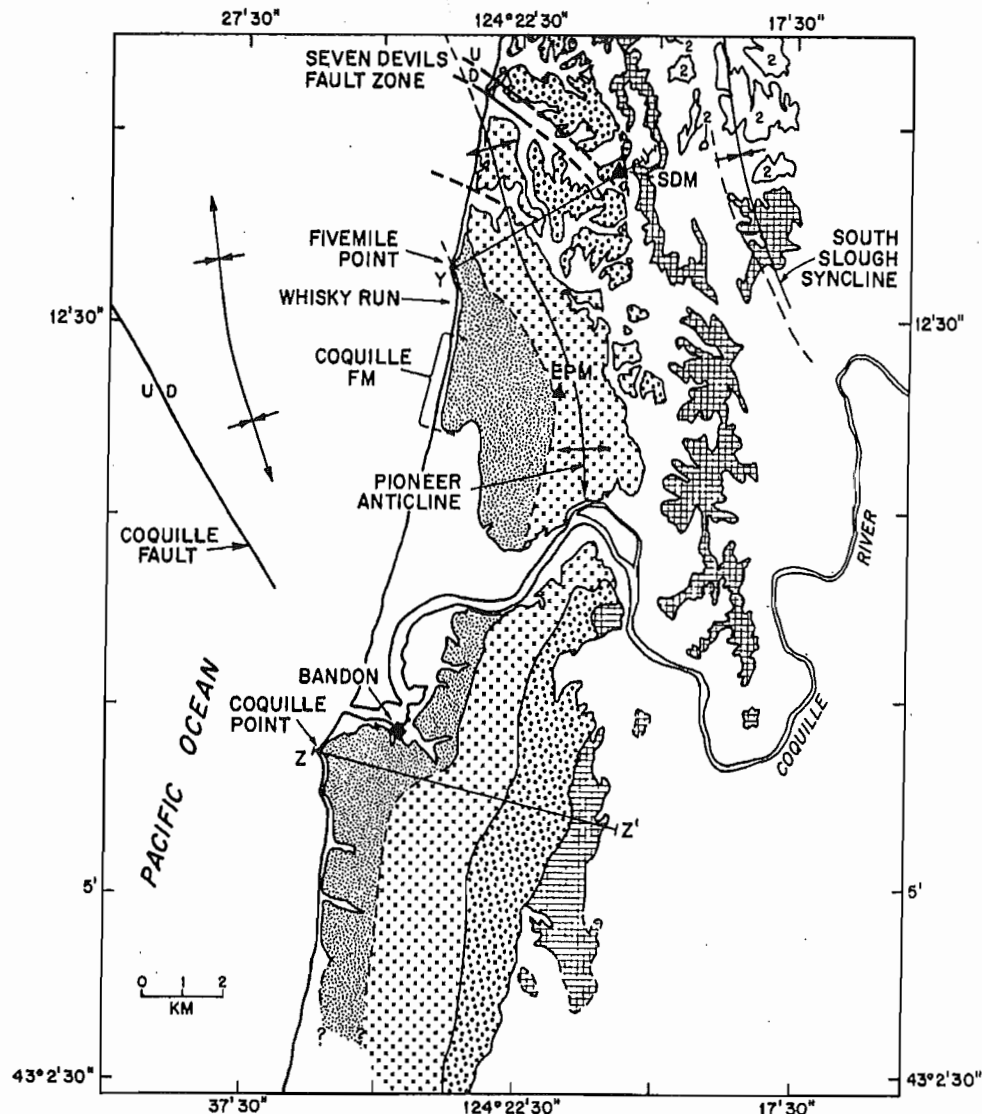 27'30"
124°22'30"
17'30"
SEVEN DEVILS
FAULT ZONE
U
D
2
2
2
2
2
2
Y'
SDM
FIVEMILE
POINT
Y
WHISKY RUN
SOUTH
SLOUGH
SYNCLINE
12'30"
12'30"
COQUILLE
FM
EPM
U D
PIONEER
ANTICLINE
COQUILLE
FAULT
RIVER
COQUILLE
BANDON
COQUILLE
POINT
Z
Z'
PACIFIC OCEAN
5'
5'
0 1 2
KM
? ?
43°2'30"
43°2'30"
37'30"
124°22'30"
17'30"